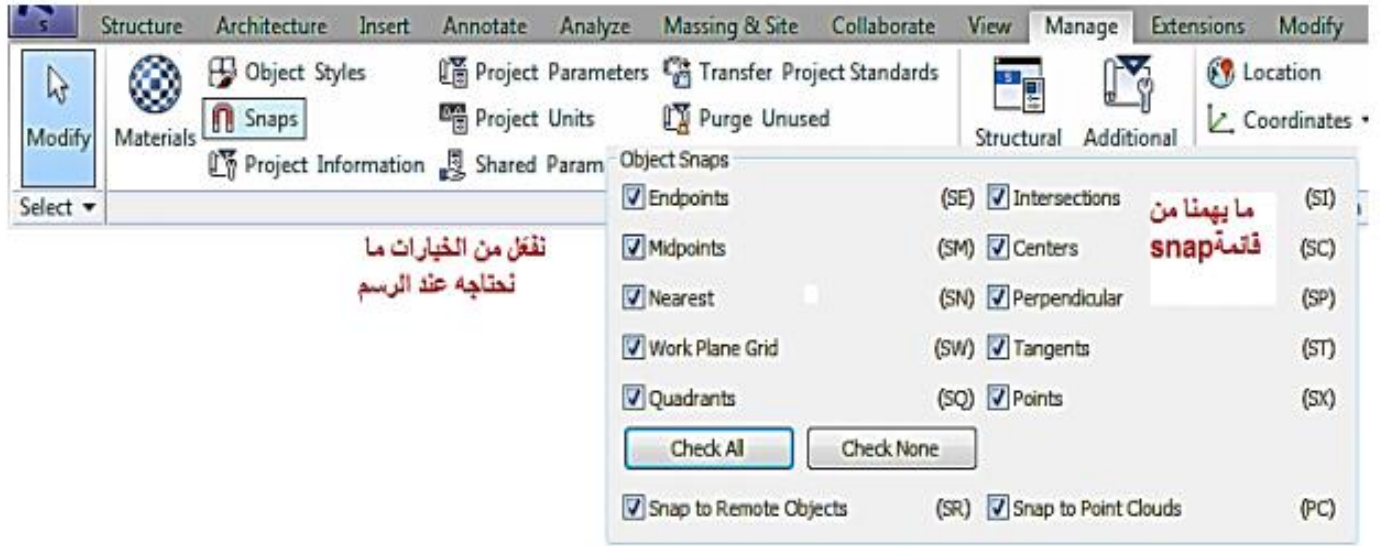 S
Structure Architecture Insert Annotate Analyze Massing & Site Collaborate View Manage Extensions Modify
Object Styles Project Parameters Transfer Project Standards Location
Snaps Project Units Purge Unused
Modify Materials Structural Additional Coordinates
Project Information Shared Param
Select
Object Snaps
Endpoints (SE) Intersections (SI)
ما يهمنا من
Midpoints (SM) Centers (SC)
قائمة snap
نفَعَل من الخيارات ما
نحتاجه عند الرسم
Nearest (SN) Perpendicular (SP)
Work Plane Grid (SW) Tangents (ST)
Quadrants (SQ) Points (SX)
Check All Check None
Snap to Remote Objects (SR) Snap to Point Clouds (PC)